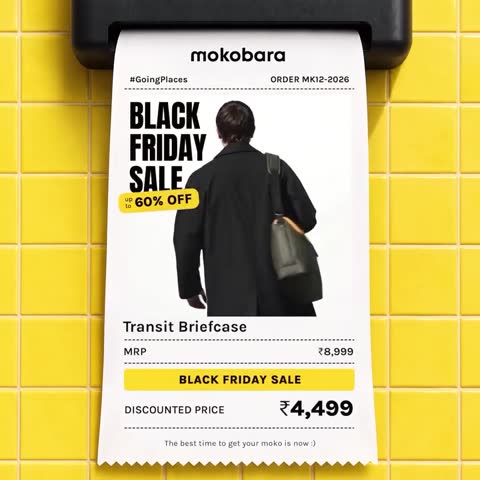 mokobara
#GoingPlaces ORDER MK12-2026
BLACK
FRIDAY
SALE
up to 60% OFF
Transit Briefcase
MRP ₹8,999
BLACK FRIDAY SALE
DISCOUNTED PRICE ₹4,499
The best time to get your moko is now :)